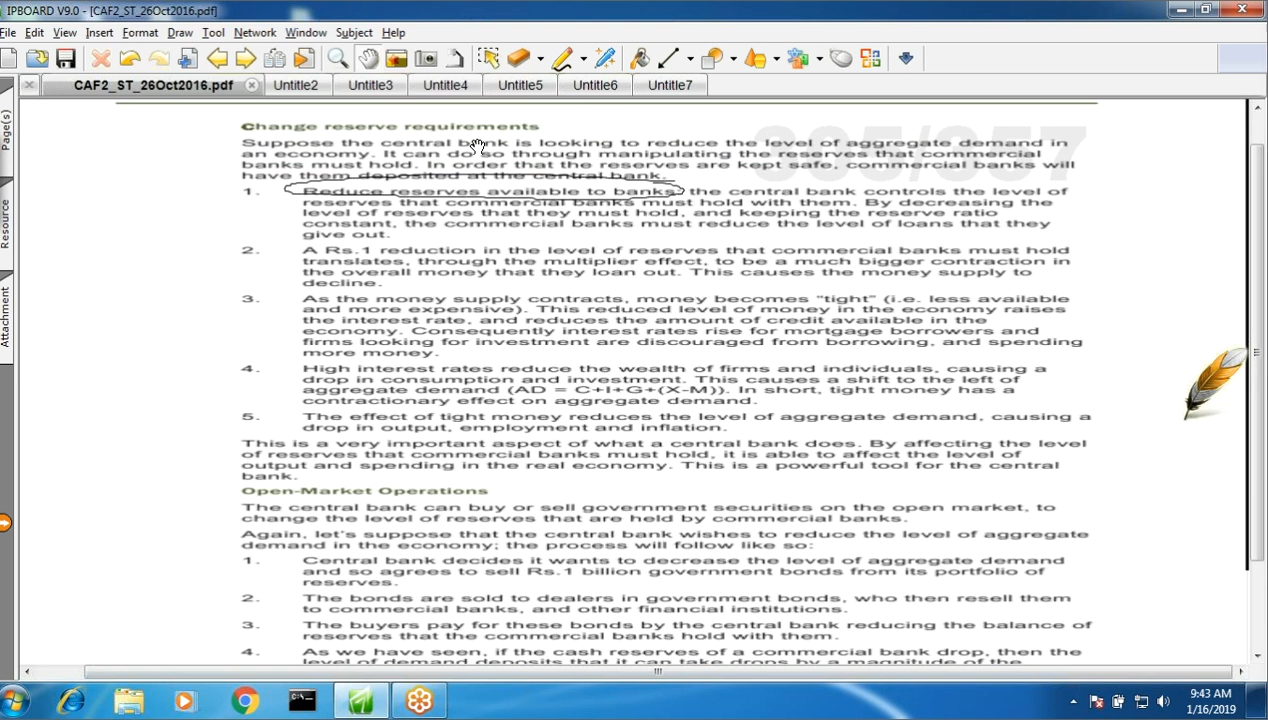 IPBOARD V9.0 - [CAF2_ST_26Oct2016.pdf]
File Edit View Insert Format Draw Tool Network Window Subject Help
CAF2_ST_26Oct2016.pdf Untitle2 Untitle3 Untitle4 Untitle5 Untitle6 Untitle7
Page(s)
Resource
Attachment
Change reserve requirements
Suppose the central bank is looking to reduce the level of aggregate demand in
an economy. It can do so through manipulating the reserves that commercial
banks must hold. In order that the reserves are kept safe, commercial banks will
have them deposited at the central bank.
1. Reduce reserves available to banks the central bank controls the level of
reserves that commercial banks must hold with them. By decreasing the
level of reserves that they must hold, and keeping the reserve ratio
constant, the commercial banks must reduce the level of loans that they
give out.
2. A Rs.1 reduction in the level of reserves that commercial banks must hold
translates, through the multiplier effect, to be a much bigger contraction in
the overall money that they loan out. This causes the money supply to
decline.
3. As the money supply contracts, money becomes "tight" (i.e. less available
and more expensive). This reduced level of money in the economy raises
the interest rate, and reduces the amount of credit available in the
economy. Consequently interest rates rise for mortgage borrowers and
firms looking for investment are discouraged from borrowing, and spending
more money.
4. High interest rates reduce the wealth of firms and individuals, causing a
drop in consumption and investment. This causes a shift to the left of
aggregate demand (AD = C+I+G+(X-M)). In short, tight money has a
contractionary effect on aggregate demand.
5. The effect of tight money reduces the level of aggregate demand, causing a
drop in output, employment and inflation.
This is a very important aspect of what a central bank does. By affecting the level
of reserves that commercial banks must hold, it is able to affect the level of
output and spending in the real economy. This is a powerful tool for the central
bank.
Open-Market Operations
The central bank can buy or sell government securities on the open market, to
change the level of reserves that are held by commercial banks.
Again, let's suppose that the central bank wishes to reduce the level of aggregate
demand in the economy; the process will follow like so:
1. Central bank decides it wants to decrease the level of aggregate demand
and so agrees to sell Rs.1 billion government bonds from its portfolio of
reserves.
2. The bonds are sold to dealers in government bonds, who then resell them
to commercial banks, and other financial institutions.
3. The buyers pay for these bonds by the central bank reducing the balance of
reserves that the commercial banks hold with them.
4. As we have seen, if the cash reserves of a commercial bank drop, then the
level of demand deposits that it can take drops by a magnitude of the
9:43 AM
1/16/2019